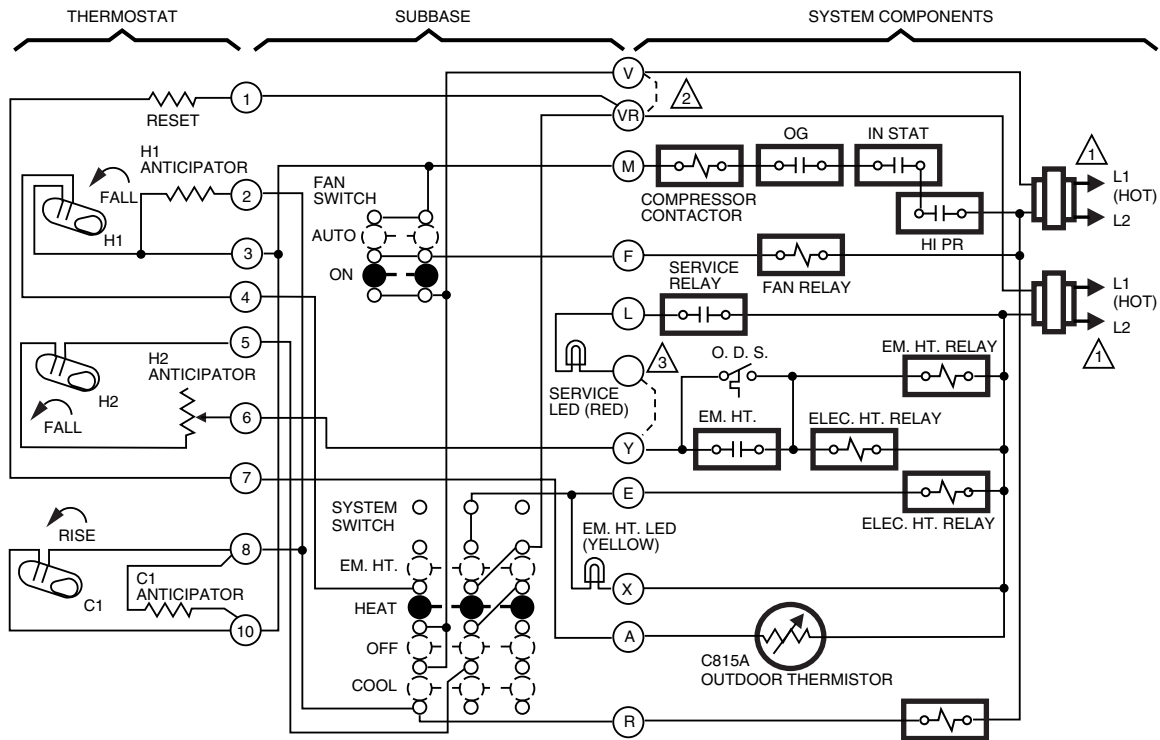 THERMOSTAT
SUBBASE
SYSTEM COMPONENTS
V
2
1
RESET
VR
H1
ANTICIPATOR
FALL
H1
2
3
4
FAN
SWITCH
AUTO
ON
M
COMPRESSOR
CONTACTOR
OG
IN STAT
HI PR
1
L1
(HOT)
L2
F
FAN RELAY
SERVICE
RELAY
L
L1
(HOT)
L2
1
5
H2
ANTICIPATOR
H2
FALL
6
SERVICE
LED (RED)
3
O. D. S.
EM. HT. RELAY
Y
EM. HT.
ELEC. HT. RELAY
7
E
ELEC. HT. RELAY
RISE
C1
8
C1
ANTICIPATOR
10
SYSTEM
SWITCH
EM. HT.
HEAT
OFF
COOL
EM. HT. LED
(YELLOW)
X
A
C815A
OUTDOOR THERMISTOR
R